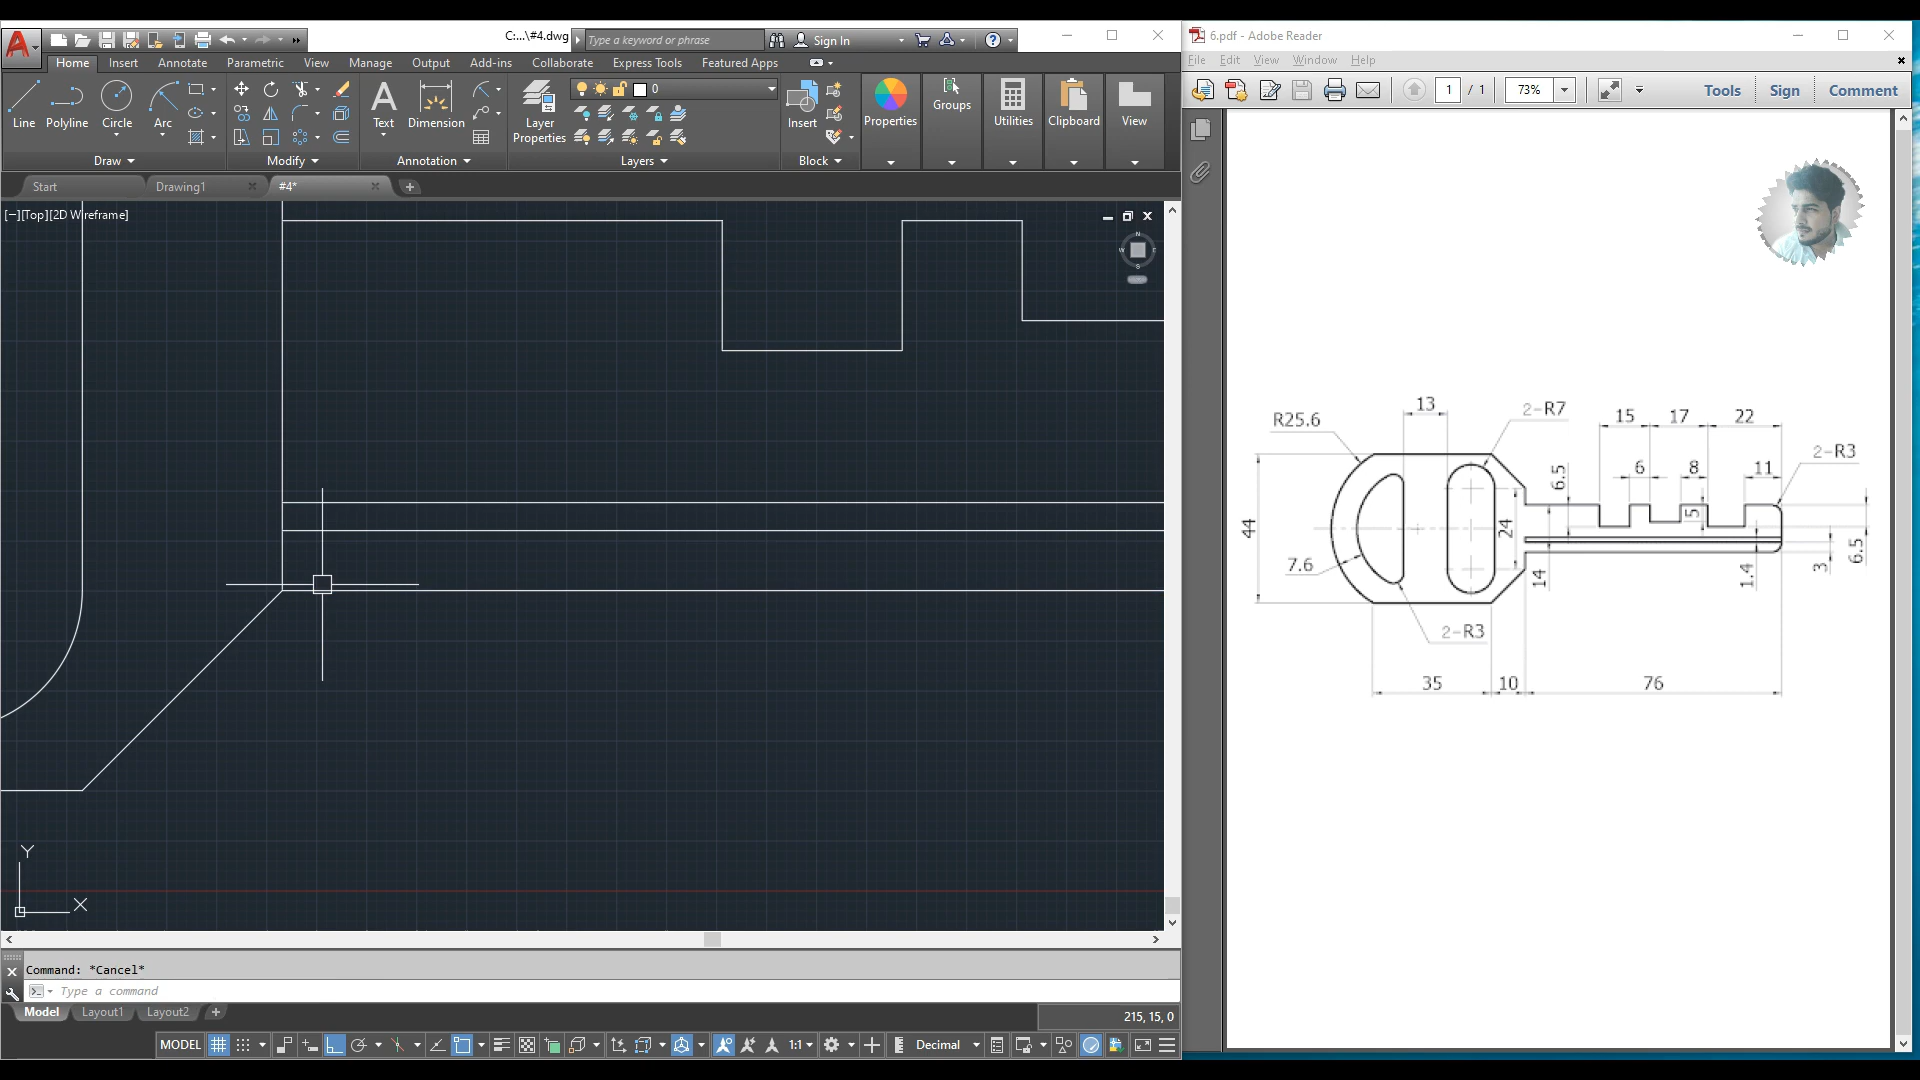 C:...\#4.dwg
Type a keyword or phrase
Sign In
Home Insert Annotate Parametric View Manage Output Add-ins Collaborate Express Tools Featured Apps
Line Polyline Circle Arc
Text Dimension
Layer Properties
0
Insert
Properties
Groups
Utilities
Clipboard
View
Draw Modify Annotation Layers Block
Start Drawing1 #4*
[−][Top][2D Wireframe]
N
W
S
Y
X
Command: *Cancel*
Type a command
Model Layout1 Layout2 +
215, 15, 0
MODEL 1:1 Decimal
6.pdf - Adobe Reader
File Edit View Window Help
1 / 1 73% Tools Sign Comment
13
2-R7
R25.6
15 17 22
2-R3
6.5
6 8 11
5
44
24
7.6
14
1.4
3
6.5
2-R3
35 10 76